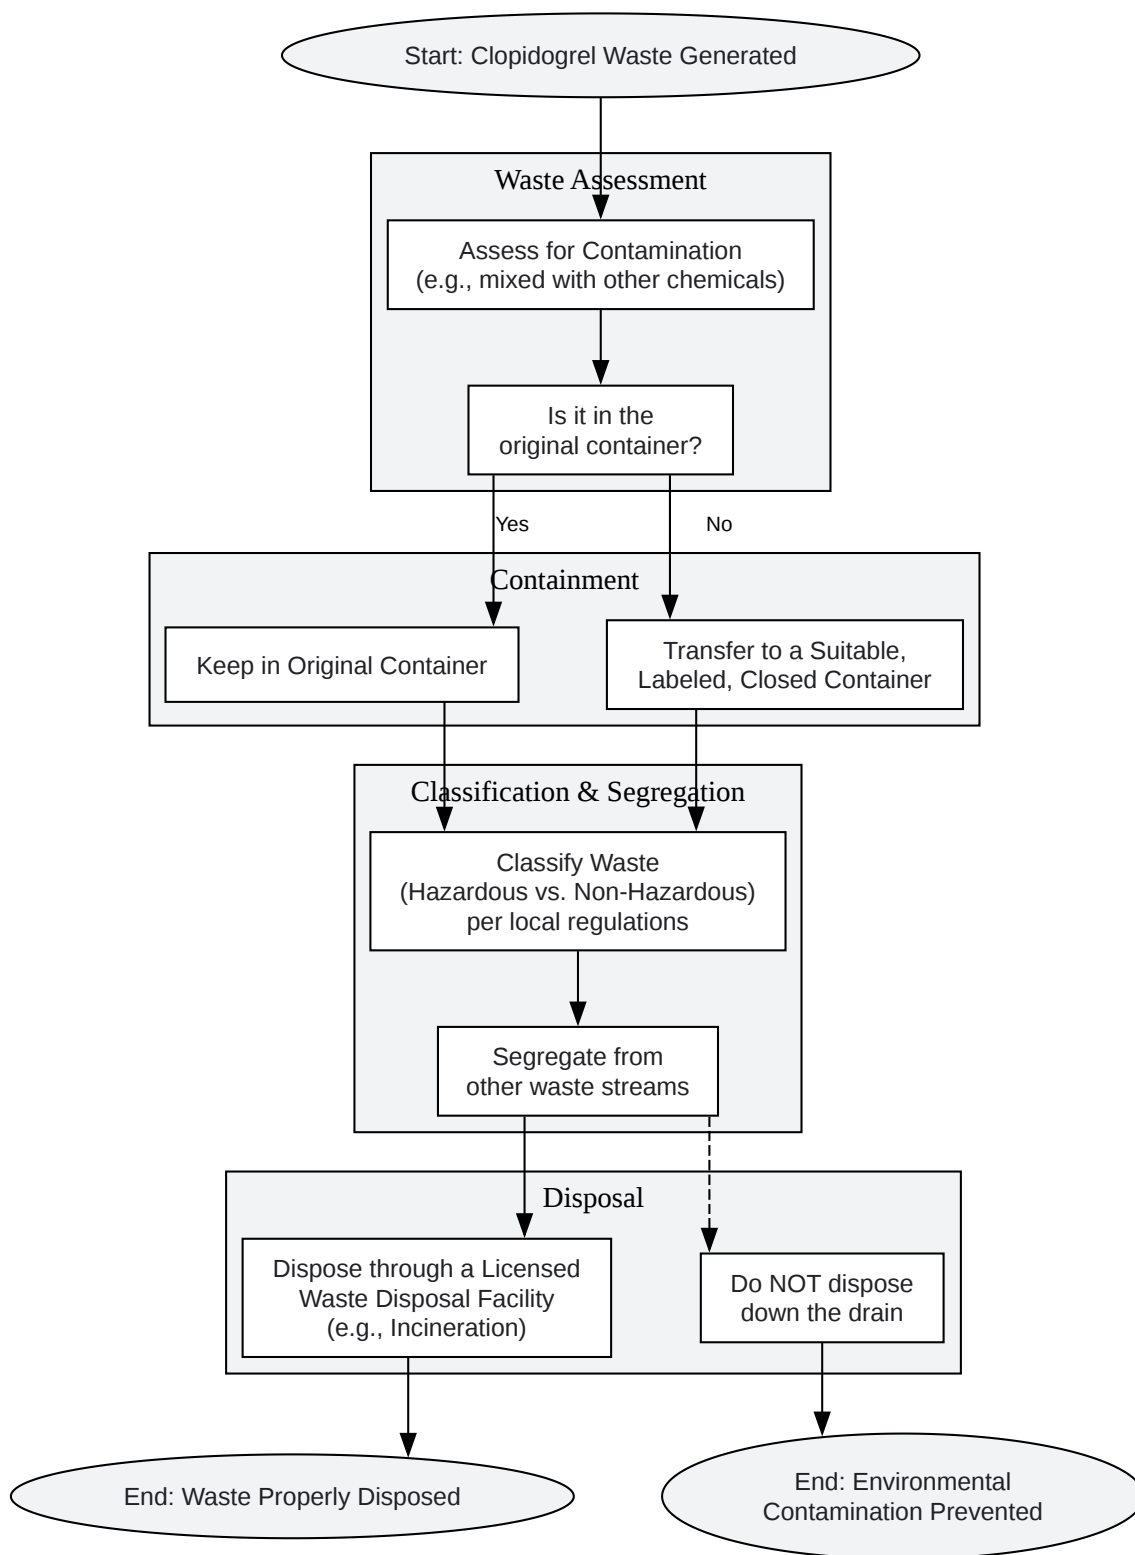 Start: Clopidogrel Waste Generated
Waste Assessment
Assess for Contamination
(e.g., mixed with other chemicals)
Is it in the
original container?
Yes
No
Containment
Keep in Original Container
Transfer to a Suitable,
Labeled, Closed Container
Classification & Segregation
Classify Waste
(Hazardous vs. Non-Hazardous)
per local regulations
Segregate from
other waste streams
Disposal
Dispose through a Licensed
Waste Disposal Facility
(e.g., Incineration)
Do NOT dispose
down the drain
End: Waste Properly Disposed
End: Environmental
Contamination Prevented